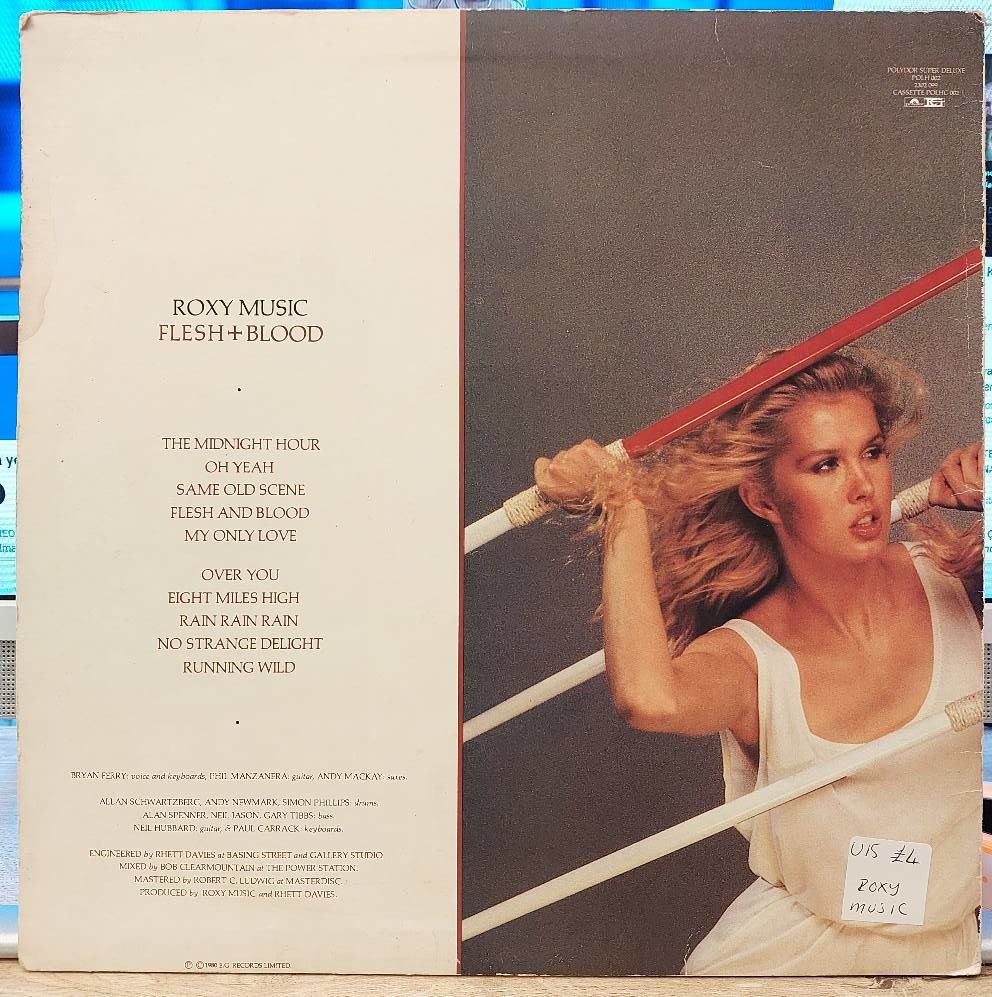 POLYDOR SUPER DELUXE
POLH 002
2302 099
CASSETTE POLHC 002
ROXY MUSIC
FLESH+BLOOD
THE MIDNIGHT HOUR
OH YEAH
SAME OLD SCENE
FLESH AND BLOOD
MY ONLY LOVE
OVER YOU
EIGHT MILES HIGH
RAIN RAIN RAIN
NO STRANGE DELIGHT
RUNNING WILD
BRYAN FERRY: voice and keyboards, PHIL MANZANERA: guitar, ANDY MACKAY: saxes.
ALLAN SCHWARTZBERG, ANDY NEWMARK, SIMON PHILLIPS: drums.
ALAN SPENNER, NEIL JASON, GARY TIBBS: bass.
NEIL HUBBARD: guitar, & PAUL CARRACK: keyboards.
ENGINEERED by RHETT DAVIES at BASING STREET and GALLERY STUDIO
MIXED by BOB CLEARMOUNTAIN at THE POWER STATION.
MASTERED by ROBERT C. LUDWIG at MASTERDISC.
PRODUCED by ROXY MUSIC and RHETT DAVIES.
℗ © 1980 E.G. RECORDS LIMITED
U15 £4
ROXY
MUSIC